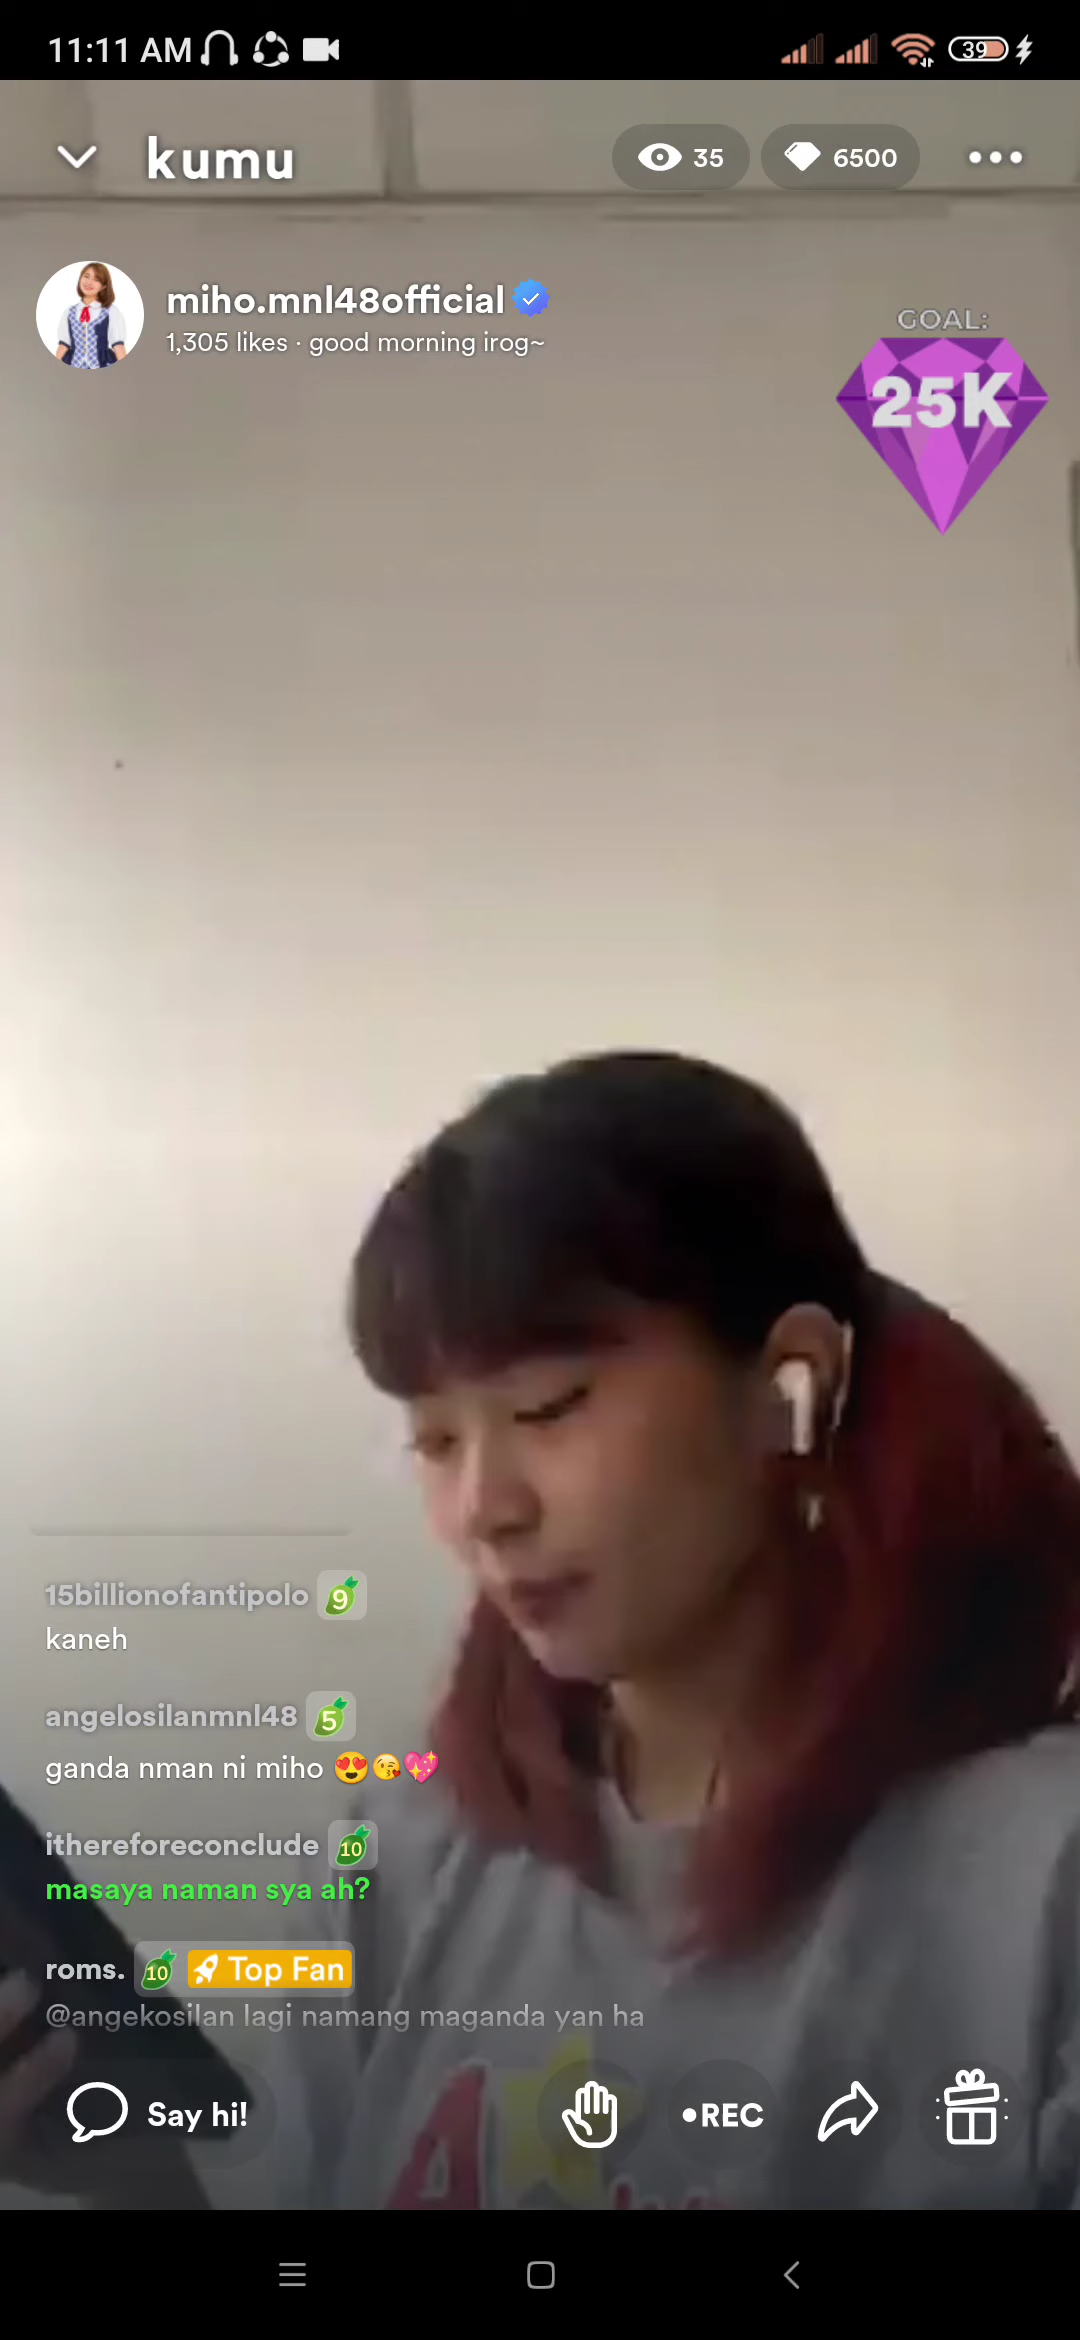 11:11 AM
39
kumu
35
6500
miho.mnl48official
1,305 likes · good morning irog~
GOAL:
25K
15billionofantipolo 9
kaneh
angelosilanmnl48 5
ganda nman ni miho 😍😘💖
ithereforeconclude 10
masaya naman sya ah?
roms. 10 Top Fan
@angekosilan lagi namang maganda yan ha
Say hi!
•REC